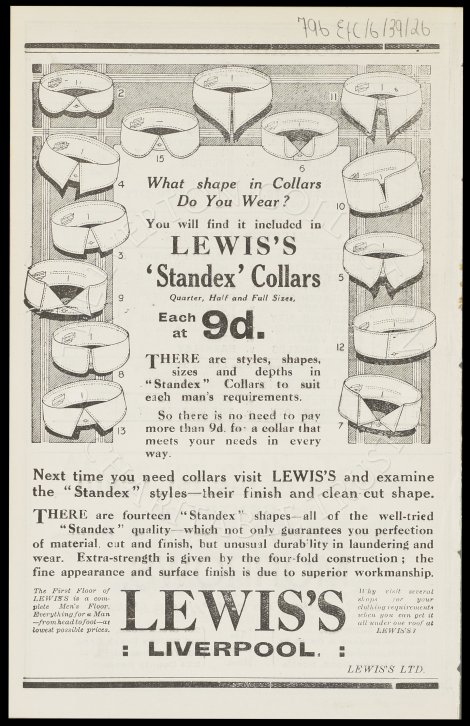 796 E/C/6/39/26
2
11
15
6
4
10
3
5
9
12
8
13
7
What shape in Collars
Do You Wear?
You will find it included in
LEWIS'S
'Standex' Collars
Quarter, Half and Full Sizes,
Each
at 9d.
THERE are styles, shapes,
sizes and depths in
"Standex" Collars to suit
each man's requirements.
So there is no need to pay
more than 9d. for a collar that
meets your needs in every
way.
Next time you need collars visit LEWIS'S and examine
the "Standex" styles—their finish and clean cut shape.
THERE are fourteen "Standex" shapes—all of the well-tried
"Standex" quality—which not only guarantees you perfection
of material, cut and finish, but unusual durability in laundering and
wear. Extra-strength is given by the four-fold construction; the
fine appearance and surface finish is due to superior workmanship.
The First Floor of
LEWIS'S is a com-
plete Men's Floor.
Everything for a Man
—from head to foot—at
lowest possible prices.
LEWIS'S
: LIVERPOOL. :
Why visit several
shops for your
clothing requirements
when you can get it
all under one roof at
LEWIS'S?
LEWIS'S LTD.